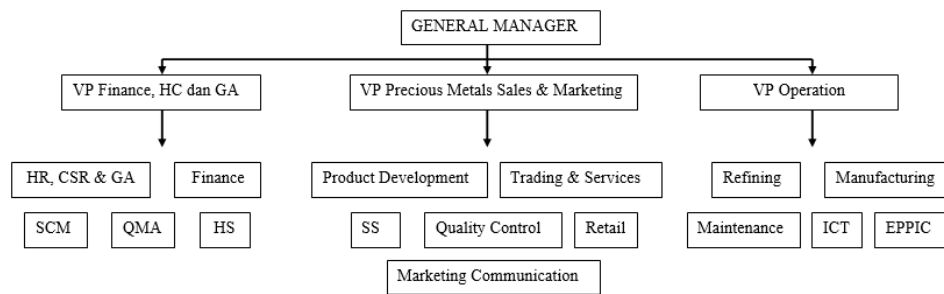 GENERAL MANAGER
VP Finance, HC dan GA
VP Precious Metals Sales & Marketing
VP Operation
HR, CSR & GA
Finance
Product Development
Trading & Services
Refining
Manufacturing
SCM
QMA
HS
SS
Quality Control
Retail
Maintenance
ICT
EPPIC
Marketing Communication